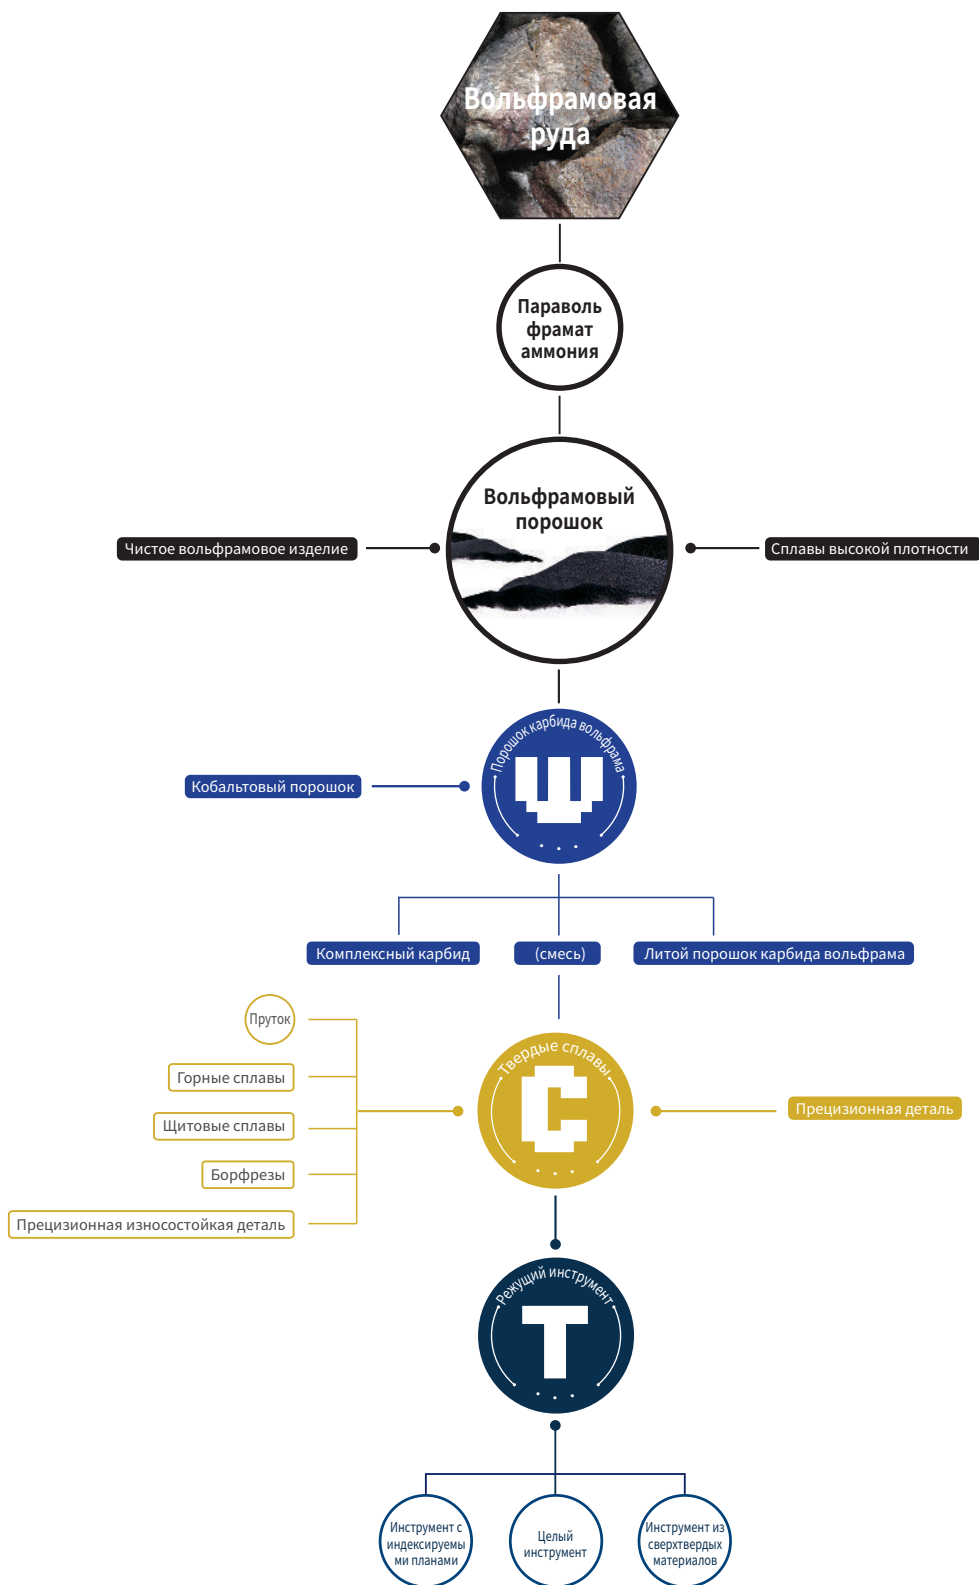 Вольфрамовая
руда
Параволь
фрамат
аммония
Вольфрамовый
порошок
Чистое вольфрамовое изделие
Сплавы высокой плотности
Порошок карбида вольфрама
W
Кобальтовый порошок
Комплексный карбид
(смесь)
Литой порошок карбида вольфрама
Пруток
Горные сплавы
Щитовые сплавы
Борфрезы
Прецизионная износостойкая деталь
Твердые сплавы
C
Прецизионная деталь
Режущий инструмент
T
Инструмент с
индексируемы
ми планами
Целый
инструмент
Инструмент из
сверхтвердых
материалов